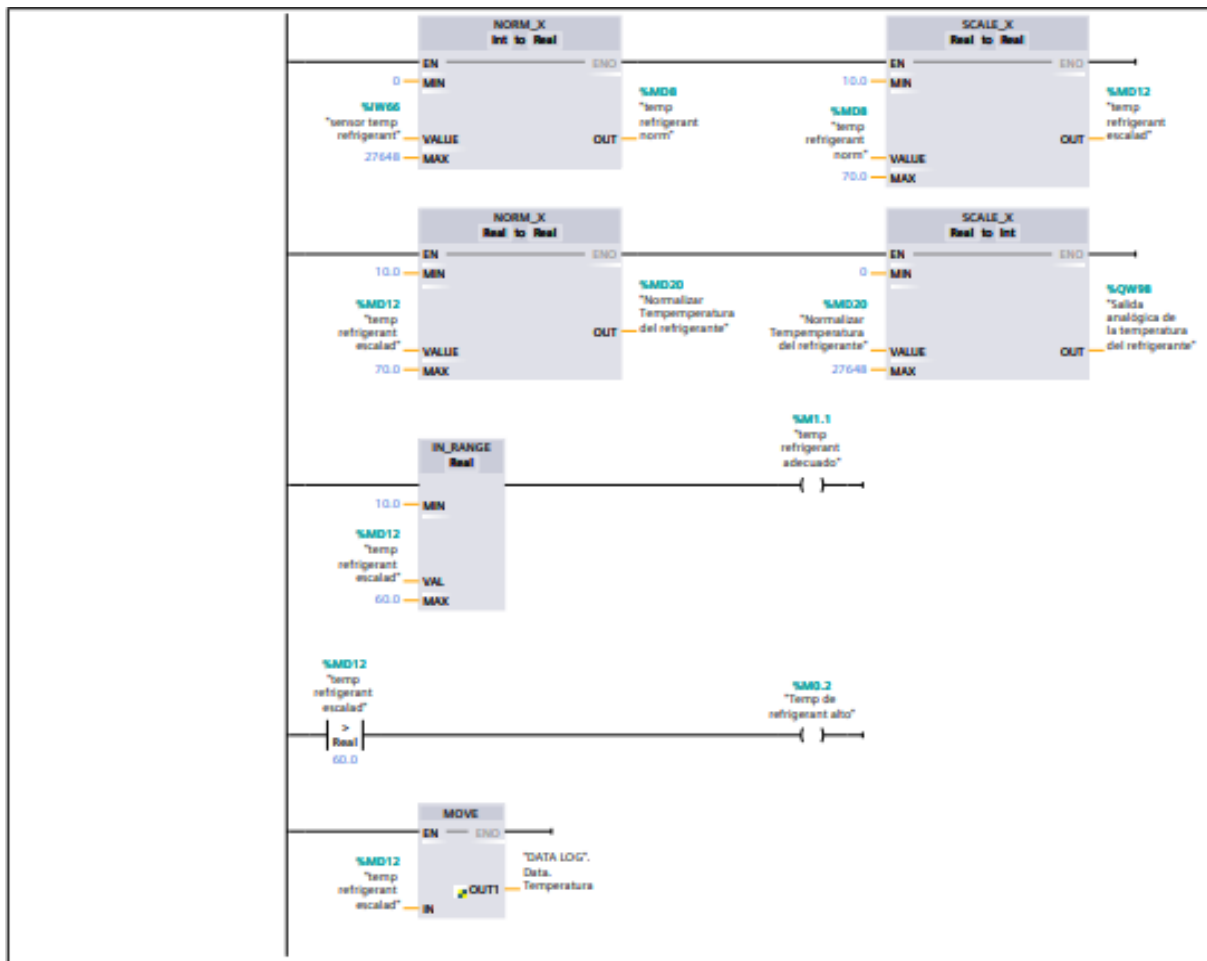 NORM_X
Int to Real
EN
ENO
0
MIN
%IW66
"sensor temp
refrigerant"
VALUE
27648
MAX
%MD8
"temp
refrigerant
norm"
OUT
SCALE_X
Real to Real
EN
ENO
10.0
MIN
%MD8
"temp
refrigerant
norm"
VALUE
70.0
MAX
%MD12
"temp
refrigerant
escalad"
OUT
NORM_X
Real to Real
EN
ENO
10.0
MIN
%MD12
"temp
refrigerant
escalad"
VALUE
70.0
MAX
%MD20
"Normalizar
Tempemperatura
del refrigerante"
OUT
SCALE_X
Real to Int
EN
ENO
0
MIN
%MD20
"Normalizar
Tempemperatura
del refrigerante"
VALUE
27648
MAX
%QW98
"Salida
analógica de
la temperatura
del refrigerante"
OUT
IN_RANGE
Real
10.0
MIN
%MD12
"temp
refrigerant
escalad"
VAL
60.0
MAX
%M1.1
"temp
refrigerant
adecuado"
%MD12
"temp
refrigerant
escalad"
>
Real
60.0
%M0.2
"Temp de
refrigerant alto"
MOVE
EN
ENO
%MD12
"temp
refrigerant
escalad"
IN
OUT1
"DATA LOG".
Data.
Temperatura